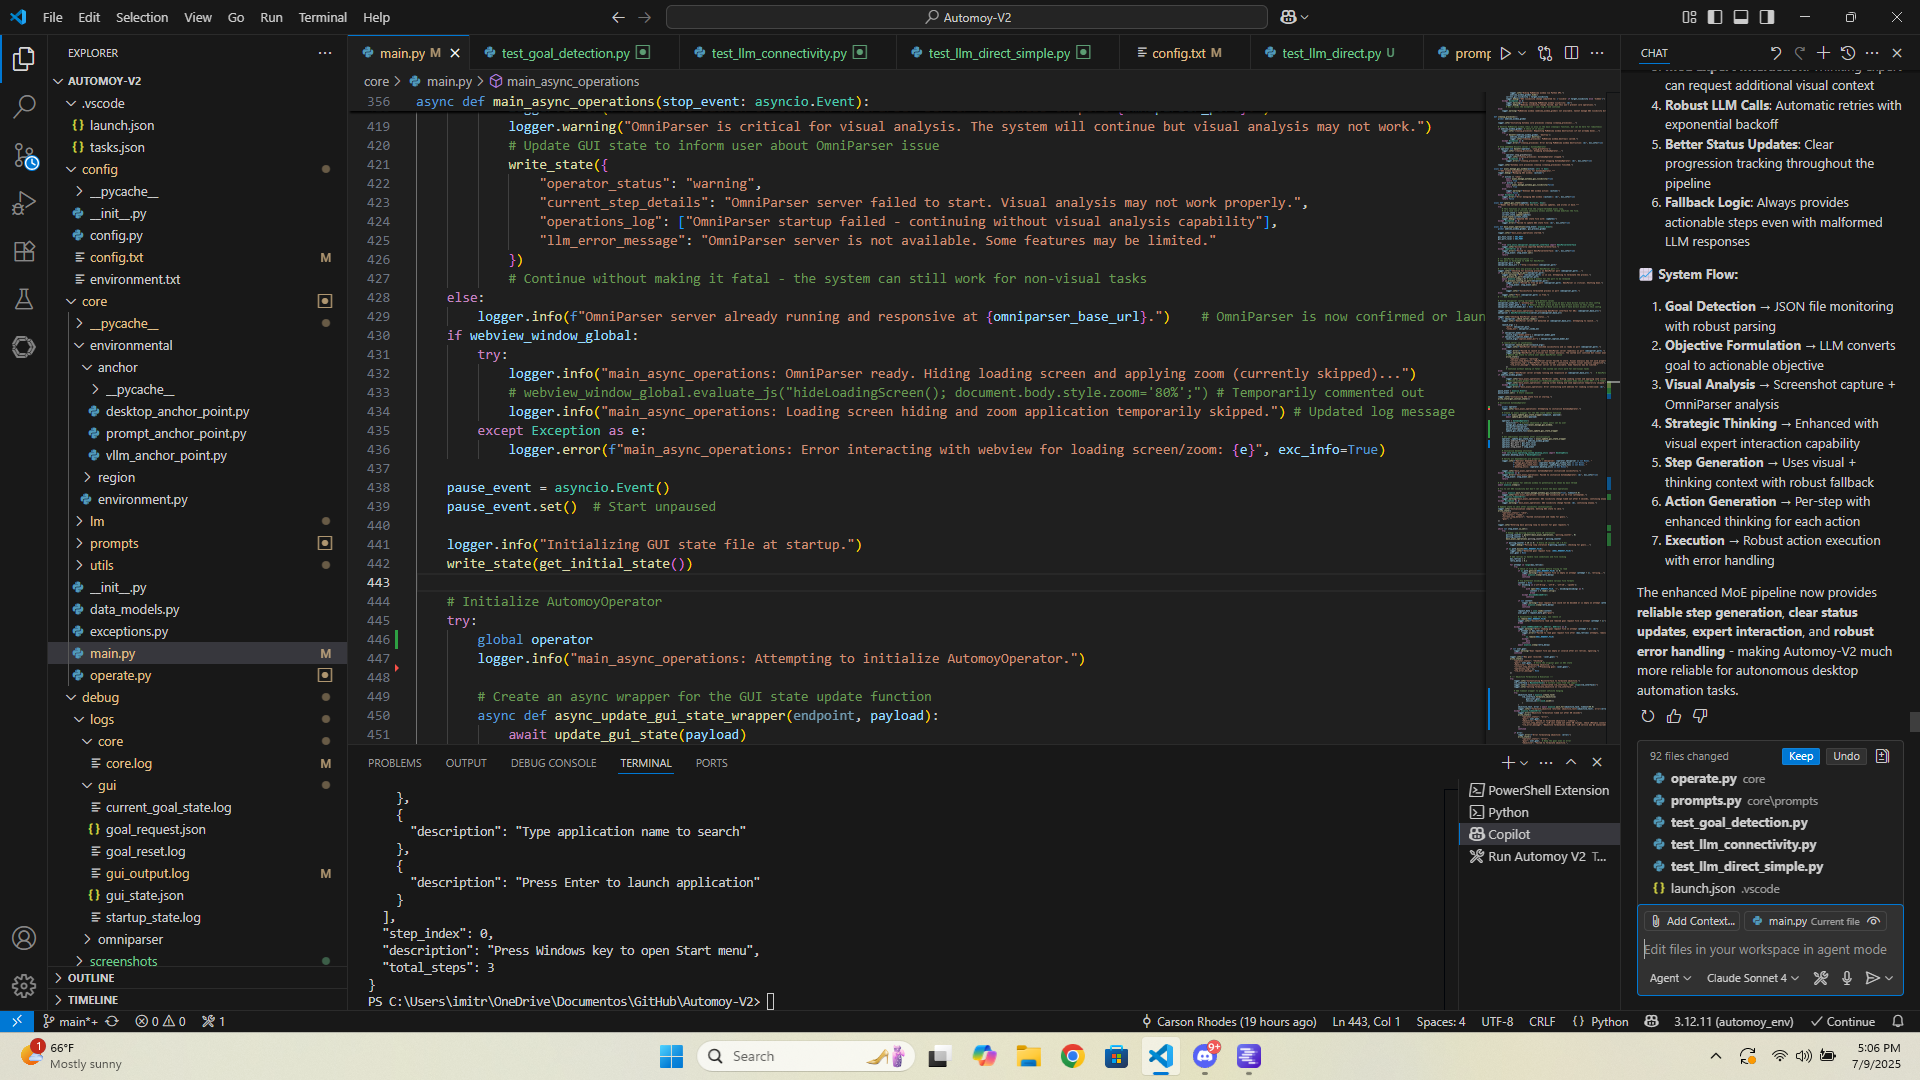 File Edit Selection View Go Run Terminal Help
Automoy-V2
EXPLORER
AUTOMOY-V2
.vscode
launch.json
tasks.json
config
__pycache__
__init__.py
config.py
config.txt M
environment.txt
core
__pycache__
environmental
anchor
__pycache__
desktop_anchor_point.py
prompt_anchor_point.py
vllm_anchor_point.py
region
environment.py
lm
prompts
utils
__init__.py
data_models.py
exceptions.py
main.py M
operate.py
debug
logs
core
core.log M
gui
current_goal_state.log
goal_request.json
goal_reset.log
gui_output.log M
gui_state.json
startup_state.log
omniparser
screenshots
OUTLINE
TIMELINE
main.py M
test_goal_detection.py
test_llm_connectivity.py
test_llm_direct_simple.py
config.txt M
test_llm_direct.py U
promp
core > main.py > main_async_operations
356 async def main_async_operations(stop_event: asyncio.Event):
419 logger.warning("OmniParser is critical for visual analysis. The system will continue but visual analysis may not work.")
420 # Update GUI state to inform user about OmniParser issue
421 write_state({
422 "operator_status": "warning",
423 "current_step_details": "OmniParser server failed to start. Visual analysis may not work properly.",
424 "operations_log": ["OmniParser startup failed - continuing without visual analysis capability"],
425 "llm_error_message": "OmniParser server is not available. Some features may be limited."
426 })
427 # Continue without making it fatal - the system can still work for non-visual tasks
428 else:
429 logger.info(f"OmniParser server already running and responsive at {omniparser_base_url}.") # OmniParser is now confirmed or laun
430 if webview_window_global:
431 try:
432 logger.info("main_async_operations: OmniParser ready. Hiding loading screen and applying zoom (currently skipped)...")
433 # webview_window_global.evaluate_js("hideLoadingScreen(); document.body.style.zoom='80%';") # Temporarily commented out
434 logger.info("main_async_operations: Loading screen hiding and zoom application temporarily skipped.") # Updated log message
435 except Exception as e:
436 logger.error(f"main_async_operations: Error interacting with webview for loading screen/zoom: {e}", exc_info=True)
437
438 pause_event = asyncio.Event()
439 pause_event.set() # Start unpaused
440
441 logger.info("Initializing GUI state file at startup.")
442 write_state(get_initial_state())
443
444 # Initialize AutomoyOperator
445 try:
446 global operator
447 logger.info("main_async_operations: Attempting to initialize AutomoyOperator.")
448
449 # Create an async wrapper for the GUI state update function
450 async def async_update_gui_state_wrapper(endpoint, payload):
451 await update_gui_state(payload)
PROBLEMS OUTPUT DEBUG CONSOLE TERMINAL PORTS
},
{
"description": "Type application name to search"
},
{
"description": "Press Enter to launch application"
}
],
"step_index": 0,
"description": "Press Windows key to open Start menu",
"total_steps": 3
}
PS C:\Users\imitr\OneDrive\Documentos\GitHub\Automoy-V2>
PowerShell Extension
Python
Copilot
Run Automoy V2 T...
CHAT
can request additional visual context
4. Robust LLM Calls: Automatic retries with
exponential backoff
5. Better Status Updates: Clear
progression tracking throughout the
pipeline
6. Fallback Logic: Always provides
actionable steps even with malformed
LLM responses
System Flow:
1. Goal Detection → JSON file monitoring
with robust parsing
2. Objective Formulation → LLM converts
goal to actionable objective
3. Visual Analysis → Screenshot capture +
OmniParser analysis
4. Strategic Thinking → Enhanced with
visual expert interaction capability
5. Step Generation → Uses visual +
thinking context with robust fallback
6. Action Generation → Per-step with
enhanced thinking for each action
7. Execution → Robust action execution
with error handling
The enhanced MoE pipeline now provides
reliable step generation, clear status
updates, expert interaction, and robust
error handling - making Automoy-V2 much
more reliable for autonomous desktop
automation tasks.
92 files changed Keep Undo
operate.py core
prompts.py core\prompts
test_goal_detection.py
test_llm_connectivity.py
test_llm_direct_simple.py
launch.json .vscode
Add Context... main.py Current file
Edit files in your workspace in agent mode
Agent Claude Sonnet 4
main*+ 0 0 1
Carson Rhodes (19 hours ago) Ln 443, Col 1 Spaces: 4 UTF-8 CRLF {} Python 3.12.11 (automoy_env) Continue
1
66°F
Mostly sunny
Search
9+
5:06 PM
7/9/2025